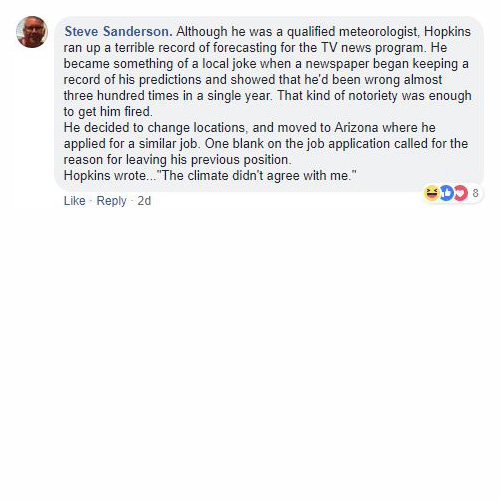 Steve Sanderson. Although he was a qualified meteorologist, Hopkins
ran up a terrible record of forecasting for the TV news program. He
became something of a local joke when a newspaper began keeping a
record of his predictions and showed that he'd been wrong almost
three hundred times in a single year. That kind of notoriety was enough
to get him fired.
He decided to change locations, and moved to Arizona where he
applied for a similar job. One blank on the job application called for the
reason for leaving his previous position.
Hopkins wrote..."The climate didn't agree with me."
8
Like · Reply · 2d